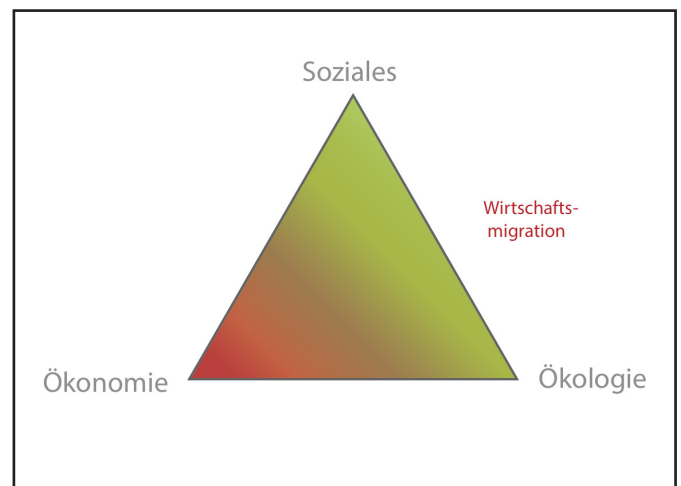 Soziales
Wirtschafts-
migration
Ökonomie
Ökologie